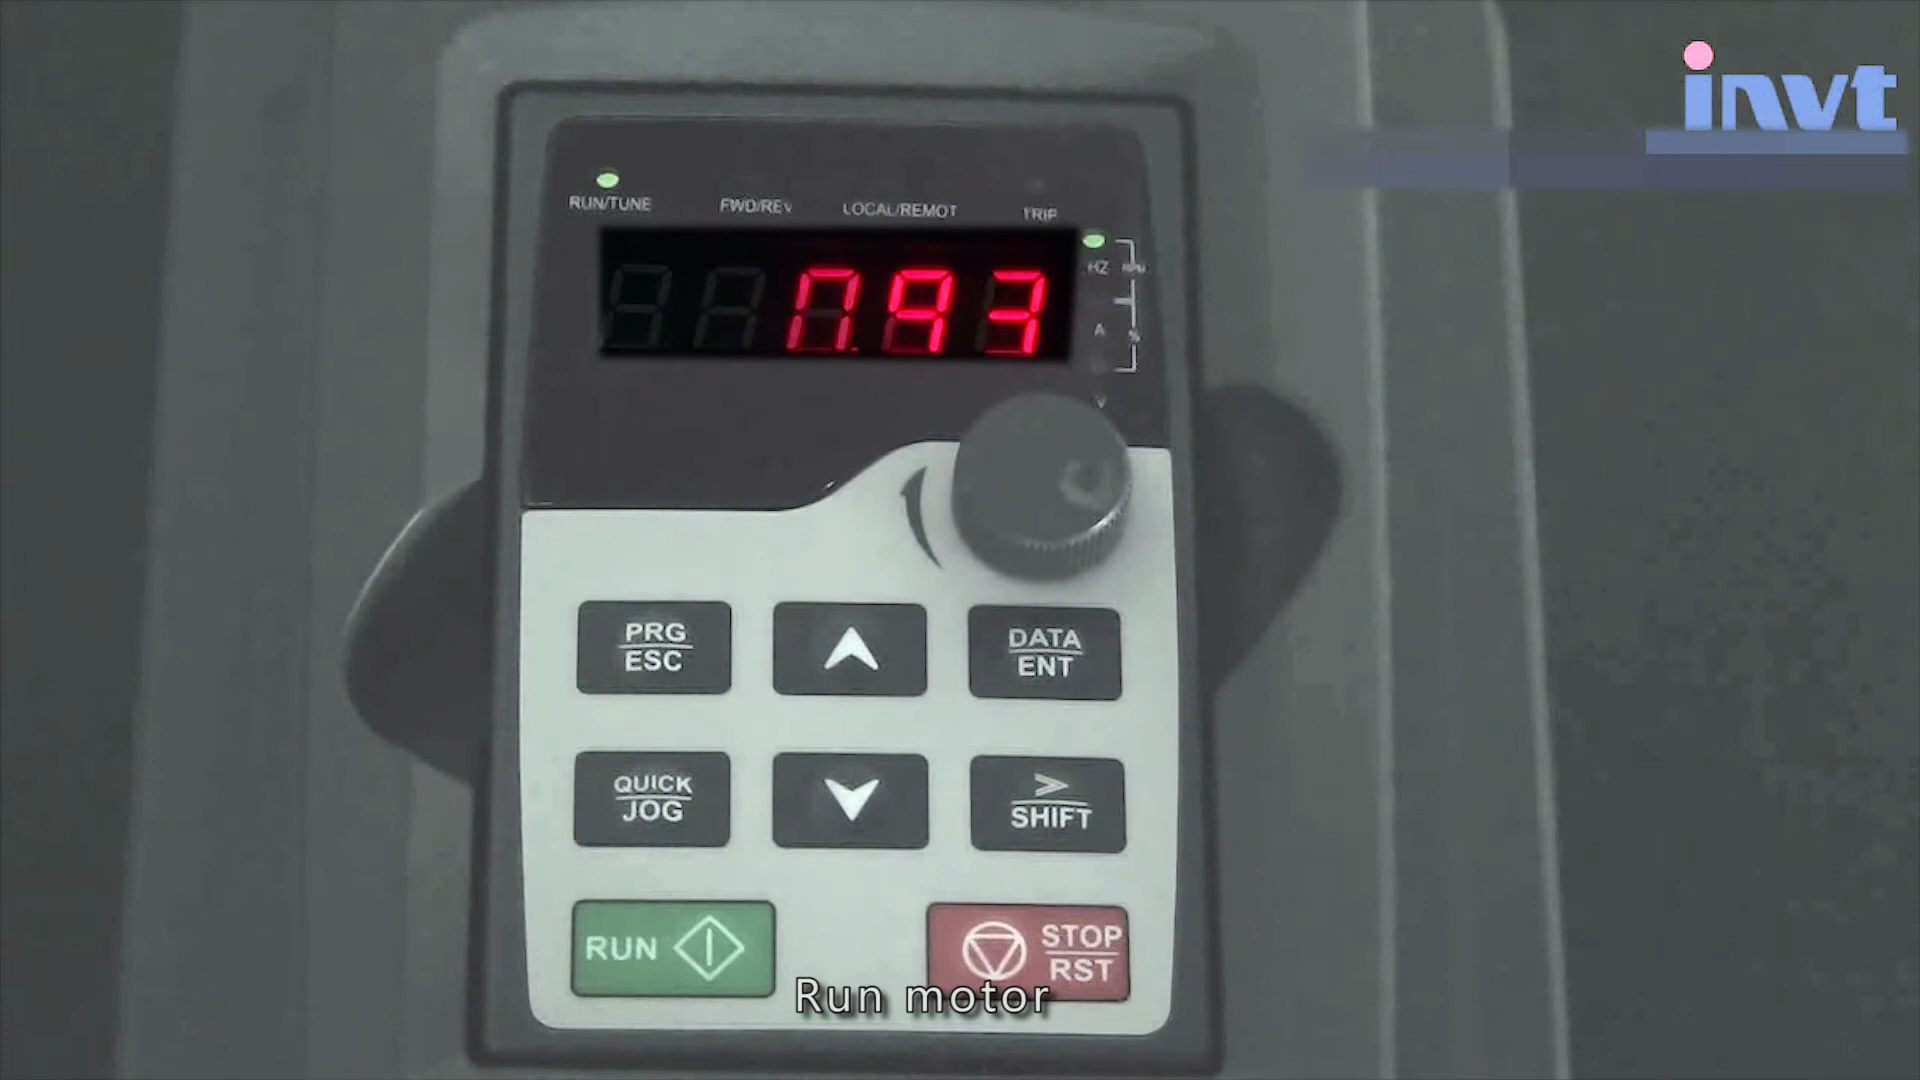 invt
RUN/TUNE FWD/REV LOCAL/REMOT TRIP
HZ RPM
A %
V
PRG
ESC
DATA
ENT
QUICK
JOG
>
SHIFT
RUN
STOP
RST
Run motor